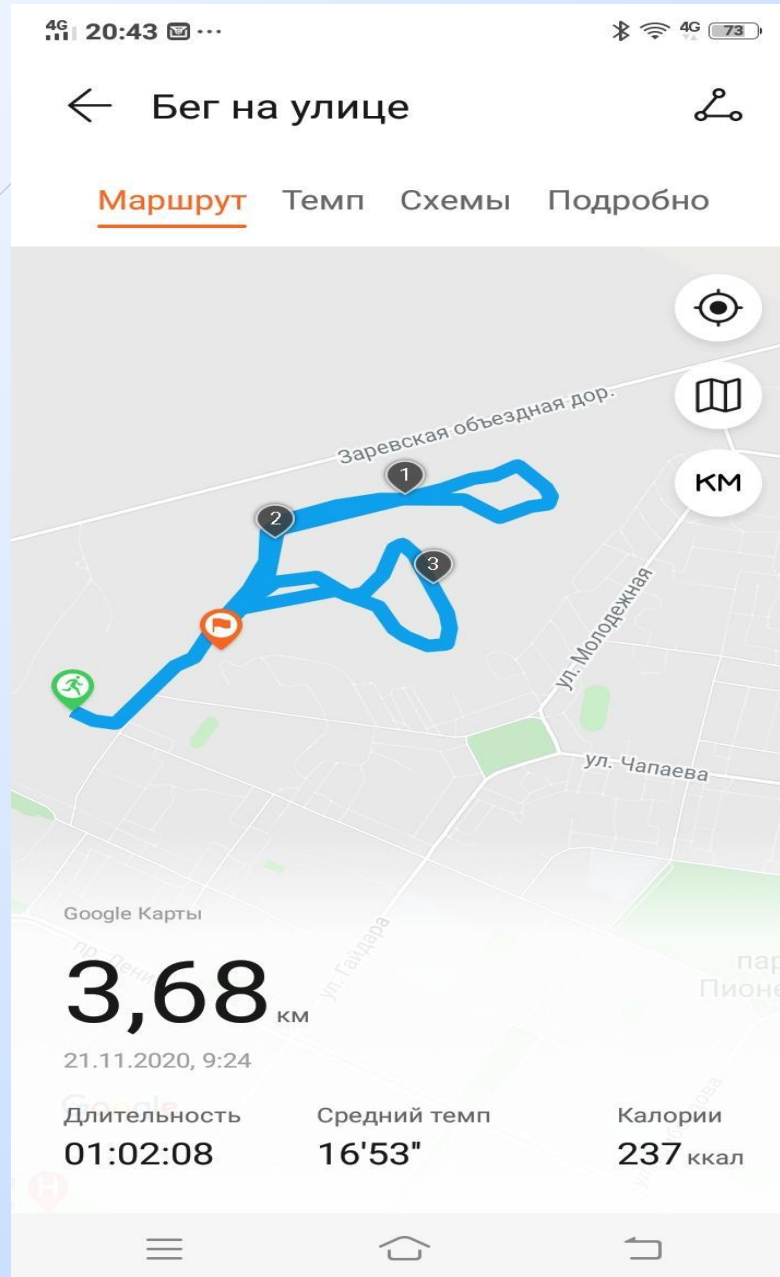 4G 20:43 ... 4G 73
Бег на улице
Маршрут Темп Схемы Подробно
Заревская объездная дор.
КМ
1
2
3
ул. Молодежная
ул. Чапаева
Google Карты
ул. Гайдара
3,68 км
21.11.2020, 9:24
Google
Длительность Средний темп Калории
01:02:08 16'53" 237 ккал
H